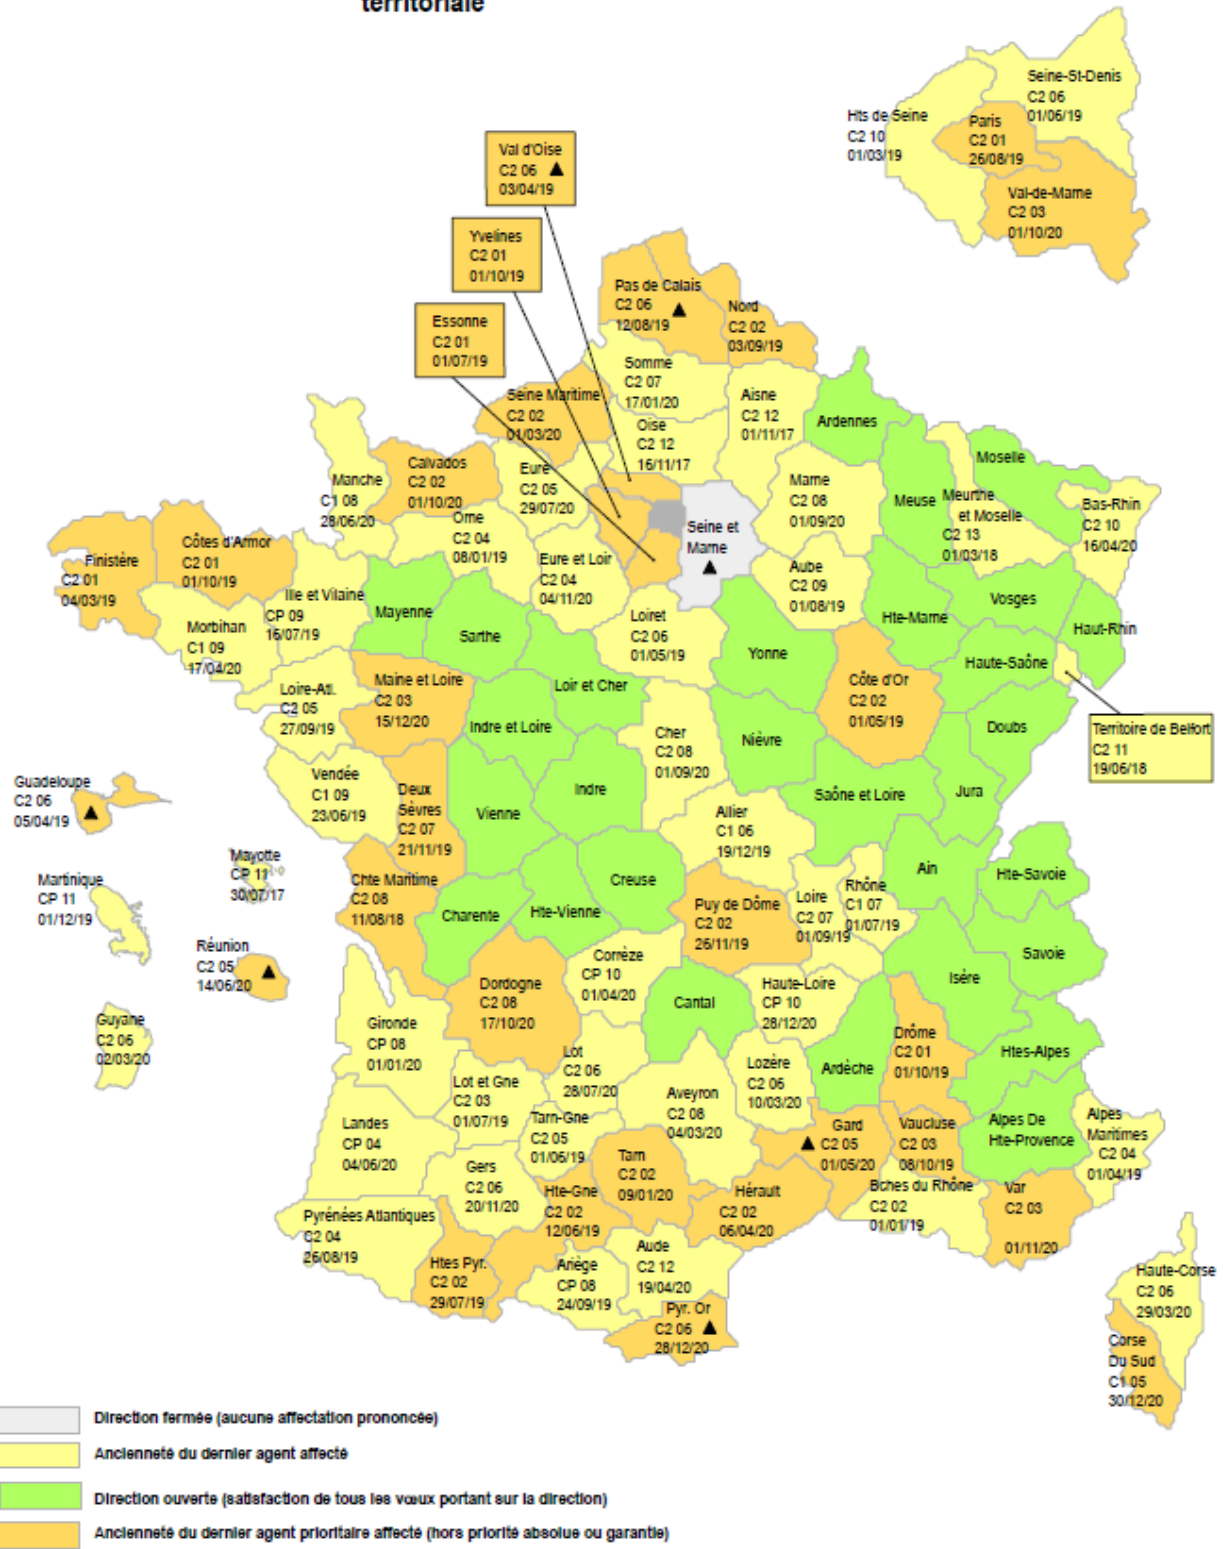 territoriale
Seine-St-Denis
C2 06
01/06/19
Hts de Seine
C2 10
01/03/19
Paris
C2 01
26/08/19
Val-de-Marne
C2 03
01/10/20
Val d'Oise
C2 06
03/04/19
Yvelines
C2 01
01/10/19
Essonne
C2 01
01/07/19
Pas de Calais
C2 06
12/08/19
Nord
C2 02
03/09/19
Somme
C2 07
17/01/20
Seine Maritime
C2 02
01/03/20
Oise
C2 12
16/11/17
Aisne
C2 12
01/11/17
Ardennes
Manche
C1 08
28/06/20
Calvados
C2 02
01/10/20
Eure
C2 05
29/07/20
Orne
C2 04
08/01/19
Eure et Loir
C2 04
04/11/20
Seine et
Marne
Marne
C2 08
01/09/20
Aube
C2 09
01/08/19
Meuse
Meurthe
et Moselle
C2 13
01/03/18
Moselle
Bas-Rhin
C2 10
16/04/20
Vosges
Hte-Marne
Haut-Rhin
Haute-Saône
Territoire de Belfort
C2 11
19/06/18
Finistère
C2 01
04/03/19
Côtes d'Armor
C2 01
01/10/19
Morbihan
C1 09
17/04/20
Ille et Vilaine
CP 09
16/07/19
Mayenne
Sarthe
Loiret
C2 06
01/05/19
Yonne
Côte d'Or
C2 02
01/05/19
Doubs
Jura
Loire-Atl.
C2 05
27/09/19
Maine et Loire
C2 03
15/12/20
Loir et Cher
Indre et Loire
Cher
C2 08
01/09/20
Nièvre
Saône et Loire
Vendée
C1 09
23/06/19
Deux
Sèvres
C2 07
21/11/19
Vienne
Indre
Allier
C1 06
19/12/19
Guadeloupe
C2 06
05/04/19
Mayotte
CP 11
30/07/17
Martinique
CP 11
01/12/19
Réunion
C2 05
14/06/20
Guyane
C2 06
02/03/20
Chte Maritime
C2 08
11/08/18
Charente
Hte-Vienne
Creuse
Puy de Dôme
C2 02
26/11/19
Loire
C2 07
01/09/19
Rhône
C1 07
01/07/19
Ain
Hte-Savoie
Savoie
Isère
Dordogne
C2 08
17/10/20
Corrèze
CP 10
01/04/20
Cantal
Haute-Loire
CP 10
28/12/20
Ardèche
Drôme
C2 01
01/10/19
Htes-Alpes
Gironde
CP 08
01/01/20
Lot et Gne
C2 03
01/07/19
Lot
C2 06
28/07/20
Aveyron
C2 08
04/03/20
Lozère
C2 06
10/03/20
Gard
C2 05
01/05/20
Vaucluse
C2 03
08/10/19
Alpes De
Hte-Provence
Alpes
Maritimes
C2 04
01/04/19
Landes
CP 04
04/06/20
Gers
C2 06
20/11/20
Tarn-Gne
C2 05
01/06/19
Tarn
C2 02
09/01/20
Hte-Gne
C2 02
12/06/19
Hérault
C2 02
06/04/20
Bches du Rhône
C2 02
01/01/19
Var
C2 03
01/11/20
Pyrénées Atlantiques
C2 04
26/08/19
Htes Pyr.
C2 02
29/07/19
Ariège
CP 08
24/09/19
Aude
C2 12
19/04/20
Pyr. Or
C2 06
28/12/20
Haute-Corse
C2 06
29/03/20
Corse
Du Sud
C1 05
30/12/20
Direction fermée (aucune affectation prononcée)
Ancienneté du dernier agent affecté
Direction ouverte (satisfaction de tous les vœux portant sur la direction)
Ancienneté du dernier agent prioritaire affecté (hors priorité absolue ou garantie)